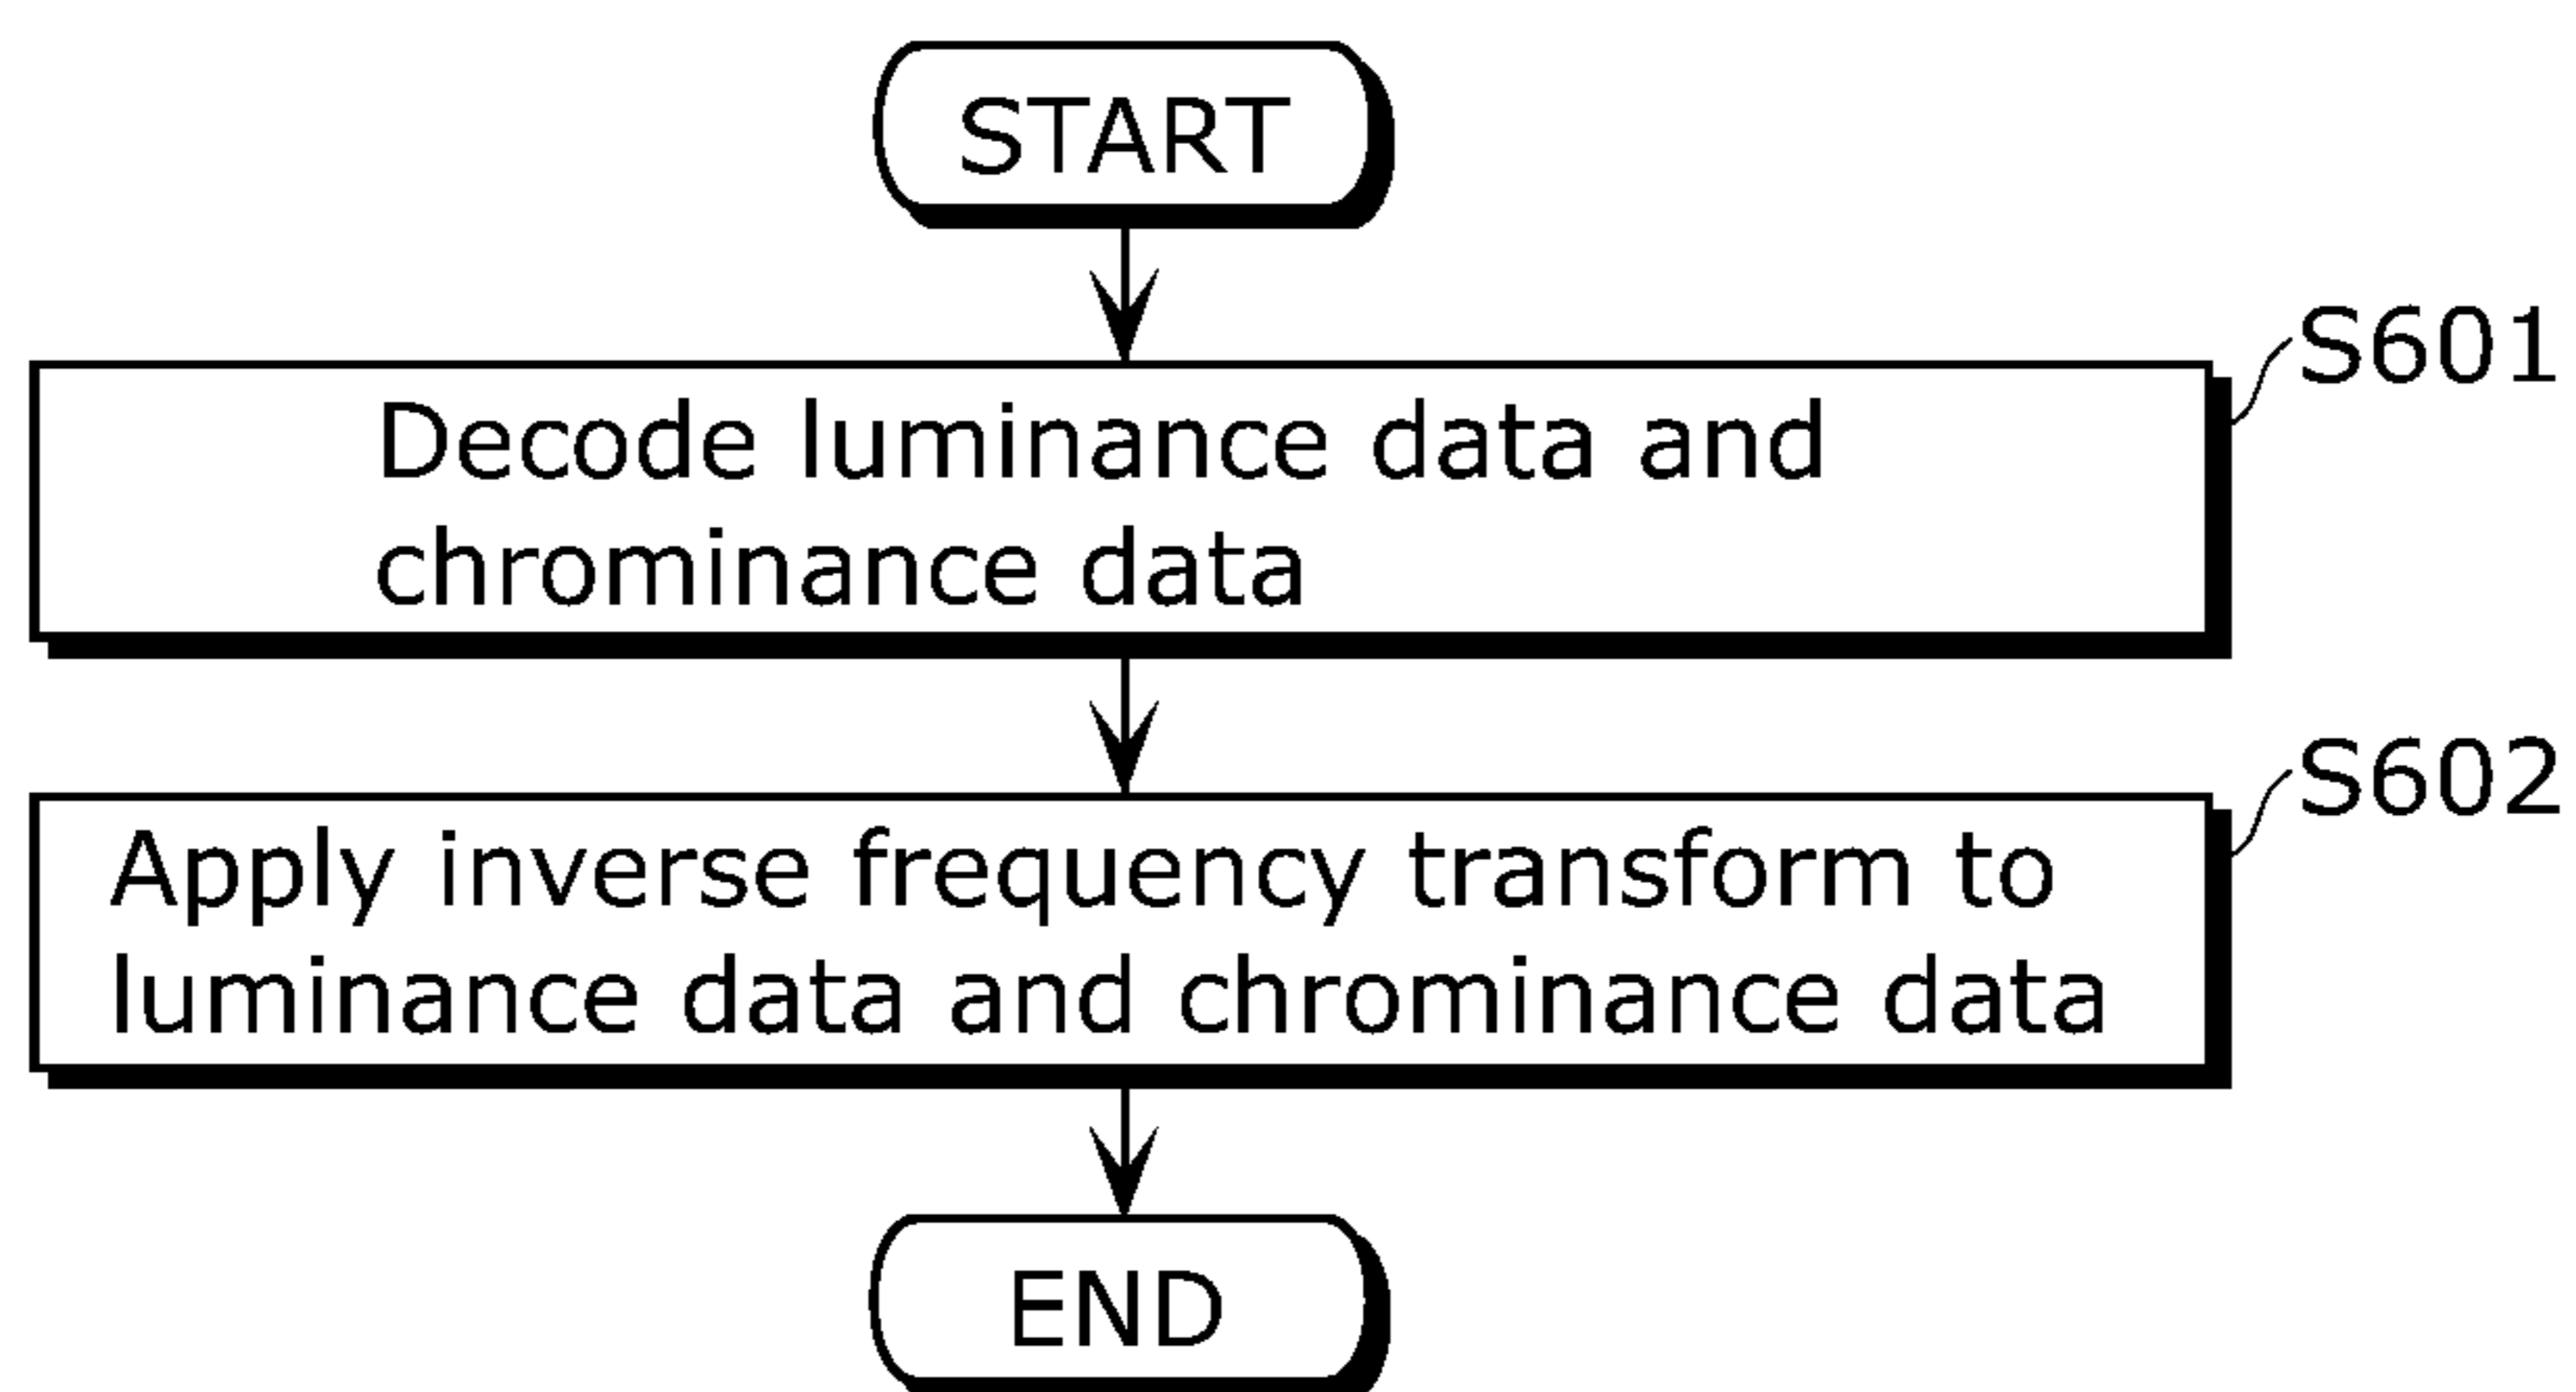 START
S601
Decode luminance data and
chrominance data
S602
Apply inverse frequency transform to
luminance data and chrominance data
END